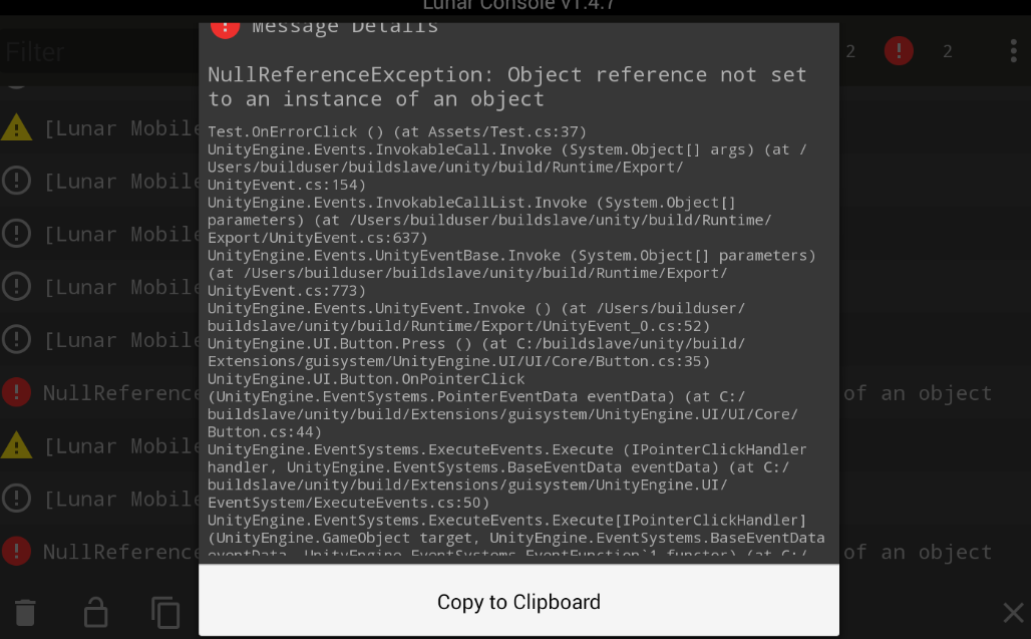 Lunar Console v1.4.7
Message Details
Filter
2
2
NullReferenceException: Object reference not set
to an instance of an object
Test.OnErrorClick () (at Assets/Test.cs:37)
UnityEngine.Events.InvokableCall.Invoke (System.Object[] args) (at /
Users/builduser/buildslave/unity/build/Runtime/Export/
UnityEvent.cs:154)
UnityEngine.Events.InvokableCallList.Invoke (System.Object[]
parameters) (at /Users/builduser/buildslave/unity/build/Runtime/
Export/UnityEvent.cs:637)
UnityEngine.Events.UnityEventBase.Invoke (System.Object[] parameters)
(at /Users/builduser/buildslave/unity/build/Runtime/Export/
UnityEvent.cs:773)
UnityEngine.Events.UnityEvent.Invoke () (at /Users/builduser/
buildslave/unity/build/Runtime/Export/UnityEvent_0.cs:52)
UnityEngine.UI.Button.Press () (at C:/buildslave/unity/build/
Extensions/guisystem/UnityEngine.UI/UI/Core/Button.cs:35)
UnityEngine.UI.Button.OnPointerClick
(UnityEngine.EventSystems.PointerEventData eventData) (at C:/
buildslave/unity/build/Extensions/guisystem/UnityEngine.UI/UI/Core/
Button.cs:44)
UnityEngine.EventSystems.ExecuteEvents.Execute (IPointerClickHandler
handler, UnityEngine.EventSystems.BaseEventData eventData) (at C:/
buildslave/unity/build/Extensions/guisystem/UnityEngine.UI/
EventSystem/ExecuteEvents.cs:50)
UnityEngine.EventSystems.ExecuteEvents.Execute[IPointerClickHandler]
(UnityEngine.GameObject target, UnityEngine.EventSystems.BaseEventData
eventData, UnityEngine.EventSystems.EventFunction`1 functor) (at C:/
Copy to Clipboard
[Lunar Mobile
[Lunar Mobile
[Lunar Mobile
[Lunar Mobile
[Lunar Mobile
NullReference of an object
[Lunar Mobile
[Lunar Mobile
NullReference of an object